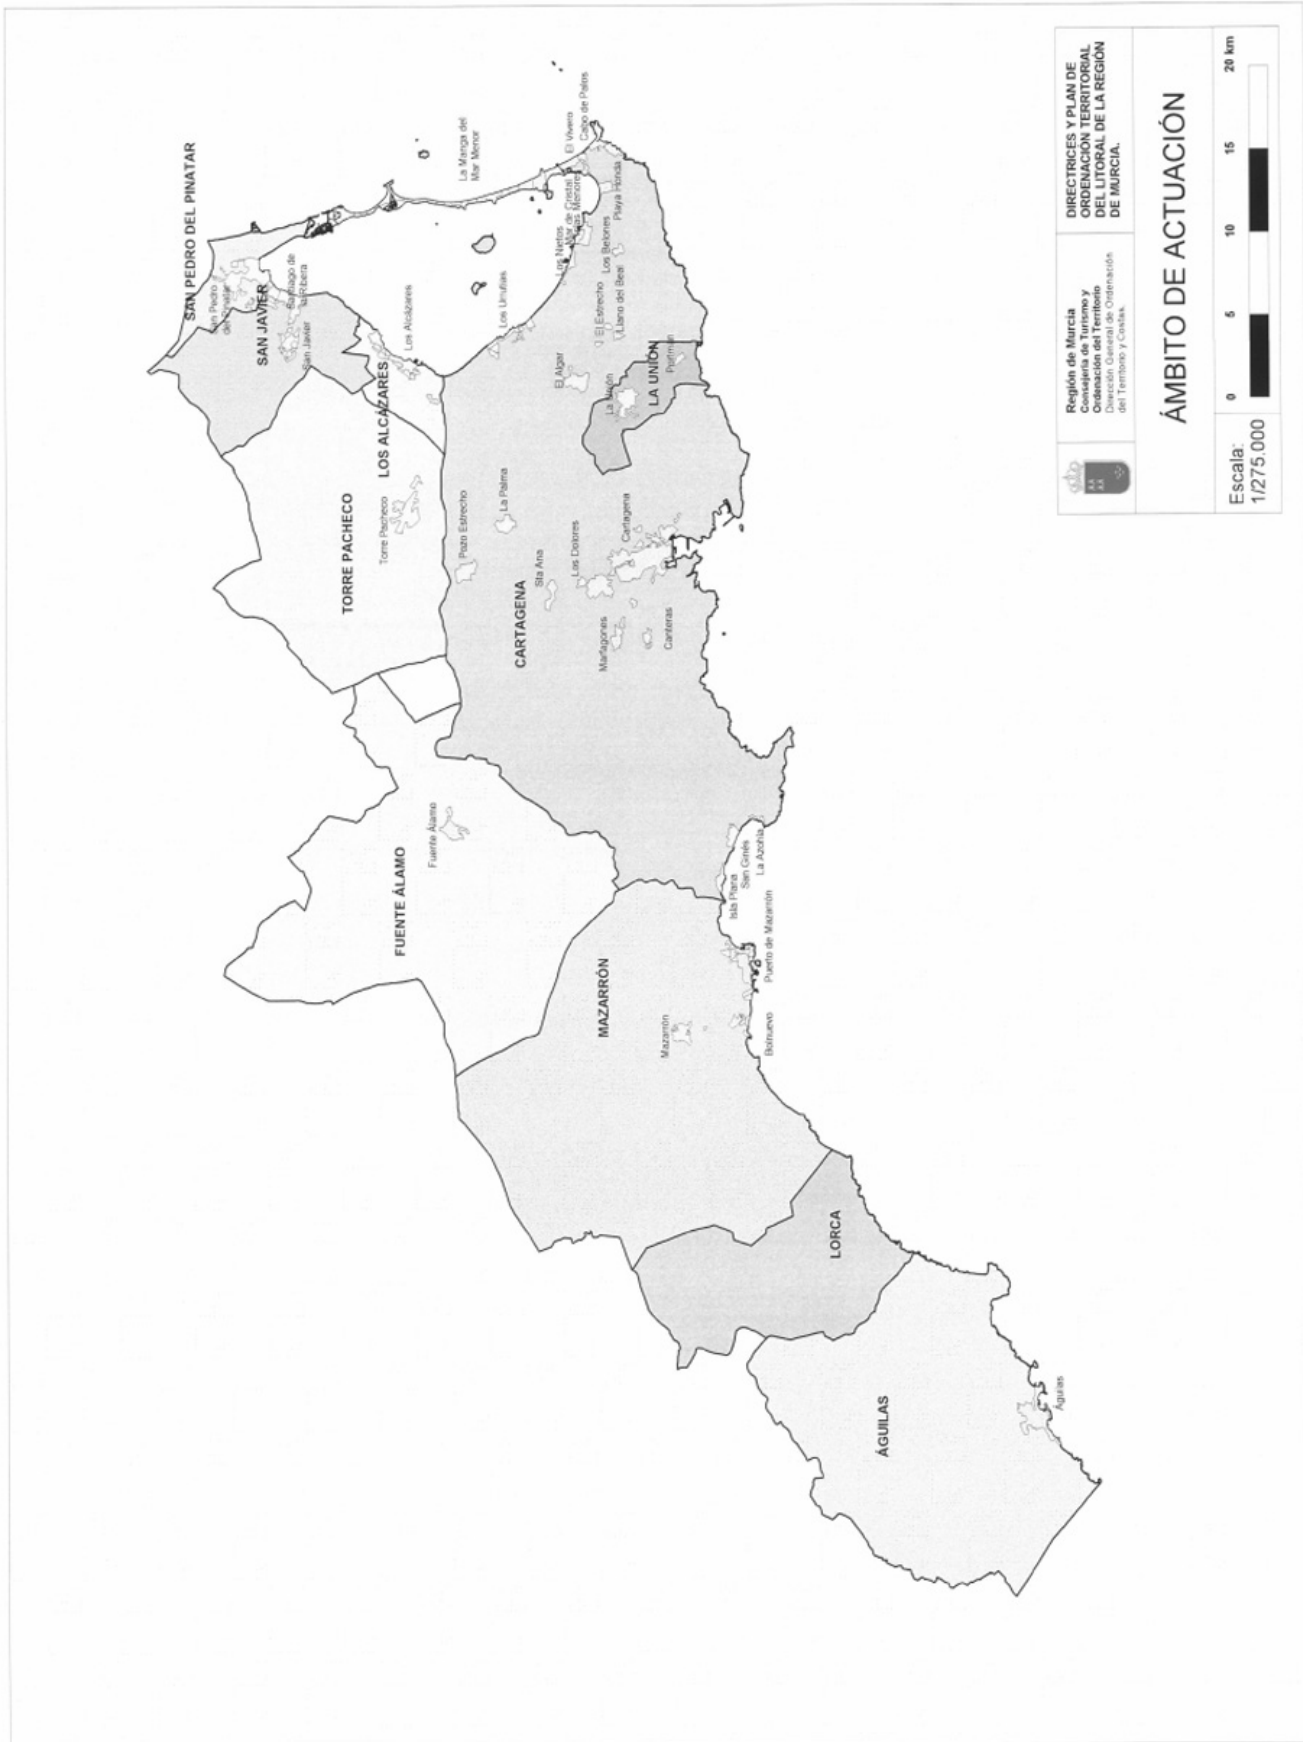 SAN PEDRO DEL PINATAR
San Pedro
del Pinatar
SAN JAVIER
Santiago de
la Ribera
San Javier
LOS ALCÁZARES
Los Alcázares
La Manga del
Mar Menor
TORRE PACHECO
Torre Pacheco
Pozo Estrecho
La Palma
Los Urrutias
El Algar
Los Nietos
Mar de Cristal
Islas Menores
El Vivero
Cabo de Palos
Playa Honda
Los Belones
El Estrecho
Llano del Beal
LA UNIÓN
La Unión
Portman
CARTAGENA
Sta Ana
Los Dolores
Cartagena
Marfagones
Canteras
FUENTE ÁLAMO
Fuente Álamo
MAZARRÓN
Mazarrón
Isla Plana
San Ginés
La Azohía
Puerto de Mazarrón
Bolnuevo
LORCA
ÁGUILAS
Águilas
Región de Murcia
Consejería de Turismo y
Ordenación del Territorio
Dirección General de Ordenación
del Territorio y Costas.
DIRECTRICES Y PLAN DE
ORDENACIÓN TERRITORIAL
DEL LITORAL DE LA REGIÓN
DE MURCIA.
ÁMBITO DE ACTUACIÓN
Escala:
1/275.000
0 5 10 15 20 km